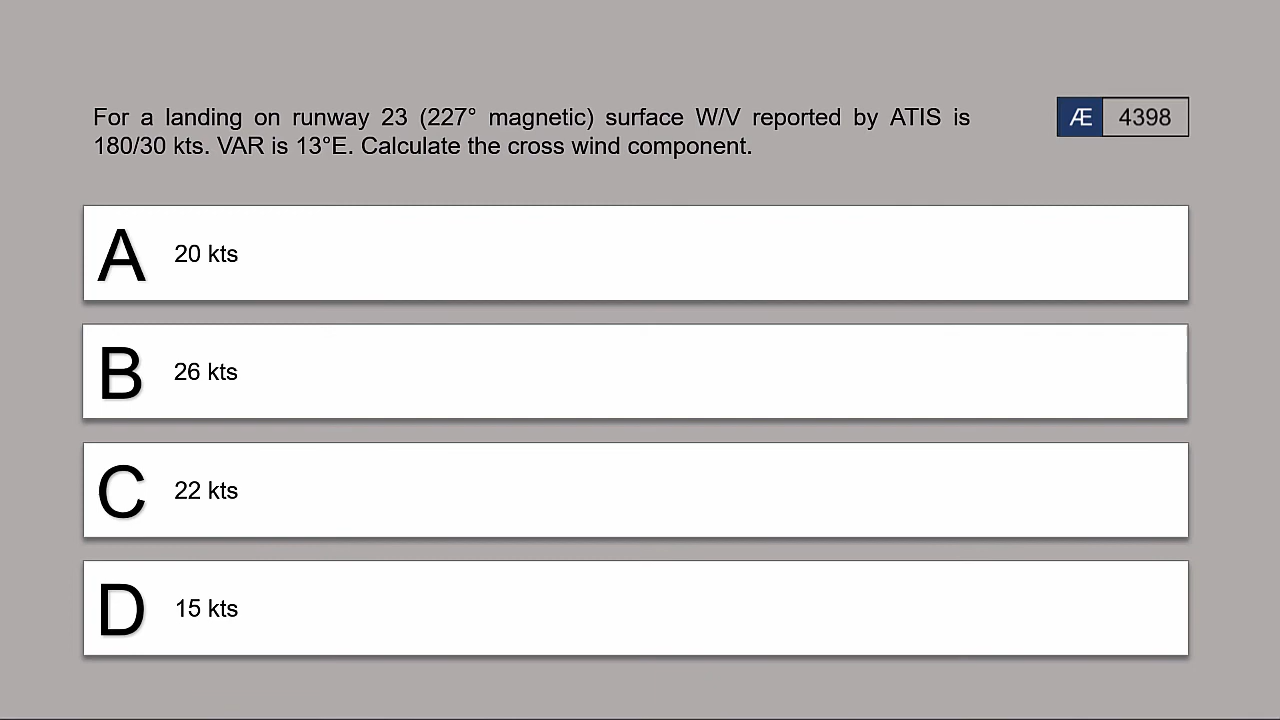 For a landing on runway 23 (227° magnetic) surface W/V reported by ATIS is
180/30 kts. VAR is 13°E. Calculate the cross wind component.
Æ 4398
A 20 kts
B 26 kts
C 22 kts
D 15 kts